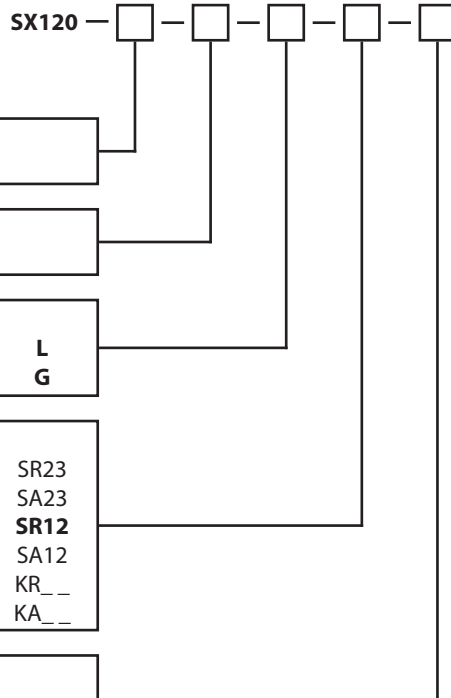 SX120 — □ — □ — □ — □ — □
L
G
SR23
SA23
SR12
SA12
KR_ _
KA_ _